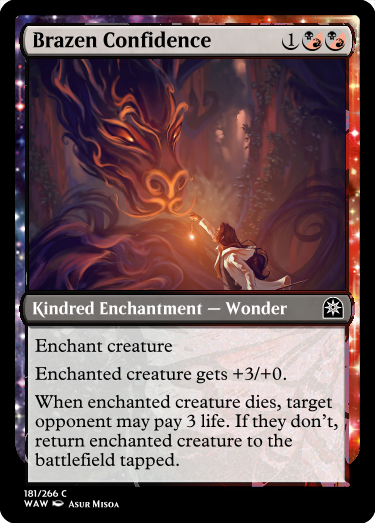 Brazen Confidence 1
Kindred Enchantment — Wonder
Enchant creature
Enchanted creature gets +3/+0.
When enchanted creature dies, target
opponent may pay 3 life. If they don't,
return enchanted creature to the
battlefield tapped.
181/266 C
WAW Asur Misoa